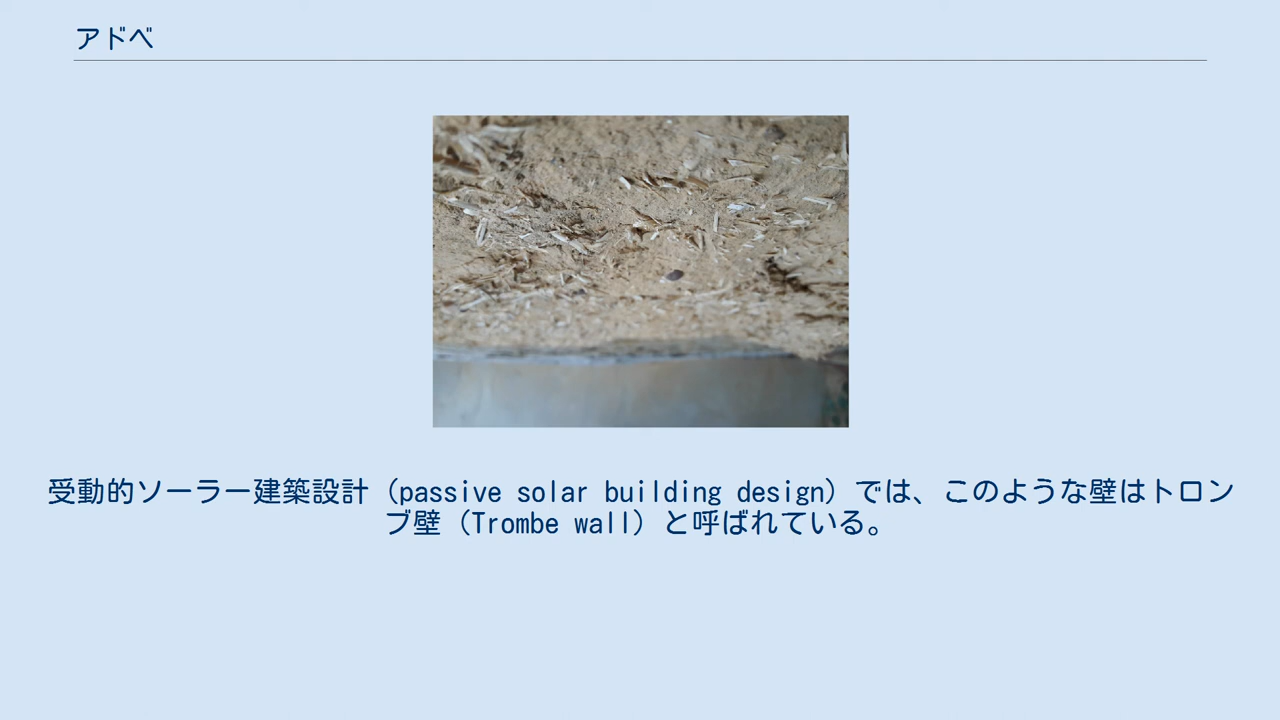 アドベ
受動的ソーラー建築設計（passive solar building design）では、このような壁はトロン
ブ壁（Trombe wall）と呼ばれている。